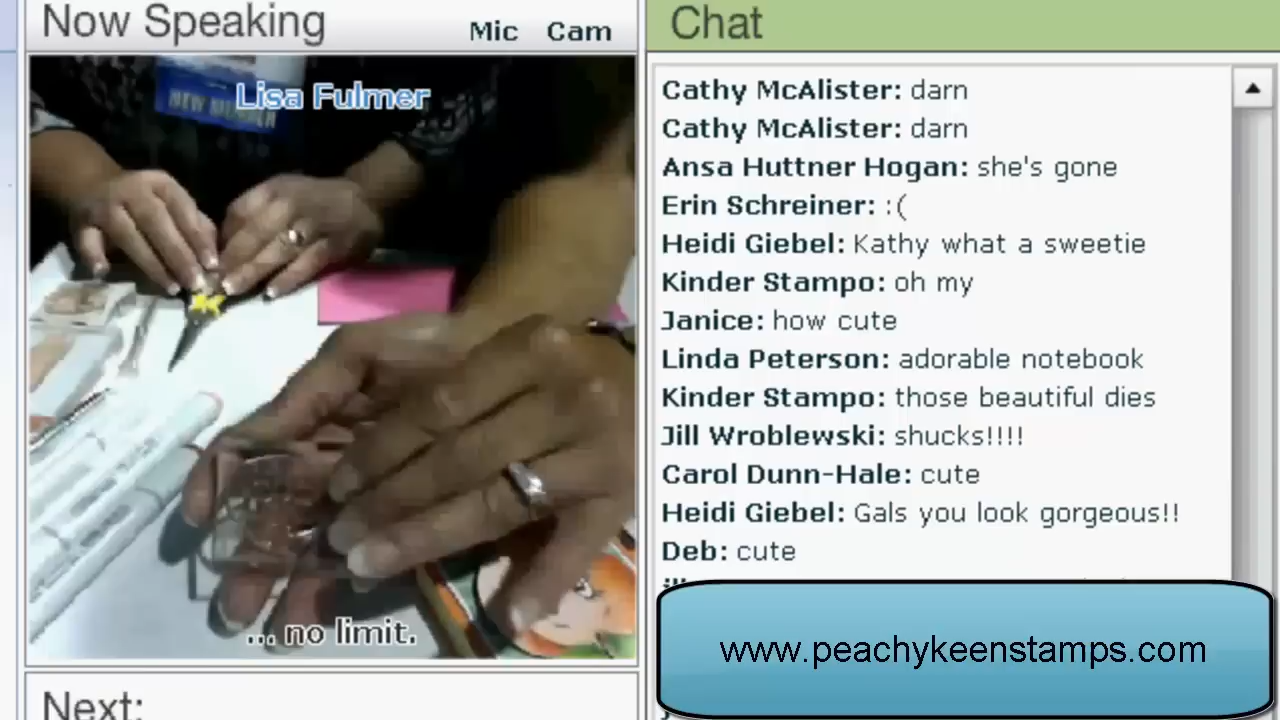 Now Speaking
Mic Cam
Lisa Fulmer
NEW MEMBER
... no limit.
Next:
Chat
Cathy McAlister: darn
Cathy McAlister: darn
Ansa Huttner Hogan: she's gone
Erin Schreiner: :(
Heidi Giebel: Kathy what a sweetie
Kinder Stampo: oh my
Janice: how cute
Linda Peterson: adorable notebook
Kinder Stampo: those beautiful dies
Jill Wroblewski: shucks!!!!
Carol Dunn-Hale: cute
Heidi Giebel: Gals you look gorgeous!!
Deb: cute
www.peachykeenstamps.com